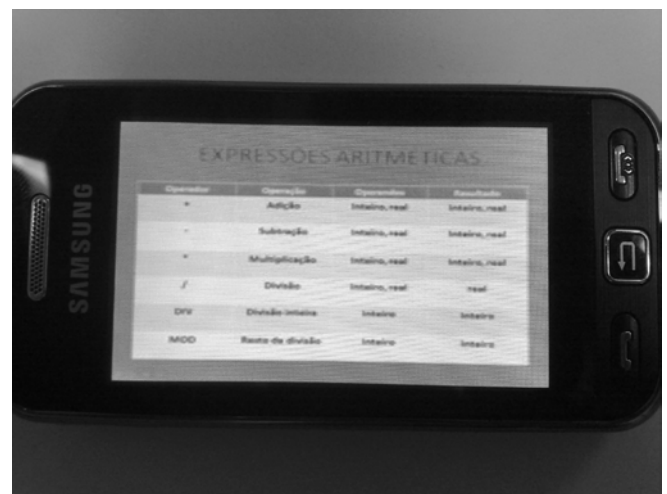 SAMSUNG
EXPRESSÕES ARITMÉTICAS
Operador Operação Operandos Resultado
+ Adição Inteiro, real Inteiro, real
- Subtração Inteiro, real Inteiro, real
* Multiplicação Inteiro, real Inteiro, real
/ Divisão Inteiro, real real
DIV Divisão inteira Inteiro Inteiro
MOD Resto da divisão Inteiro Inteiro